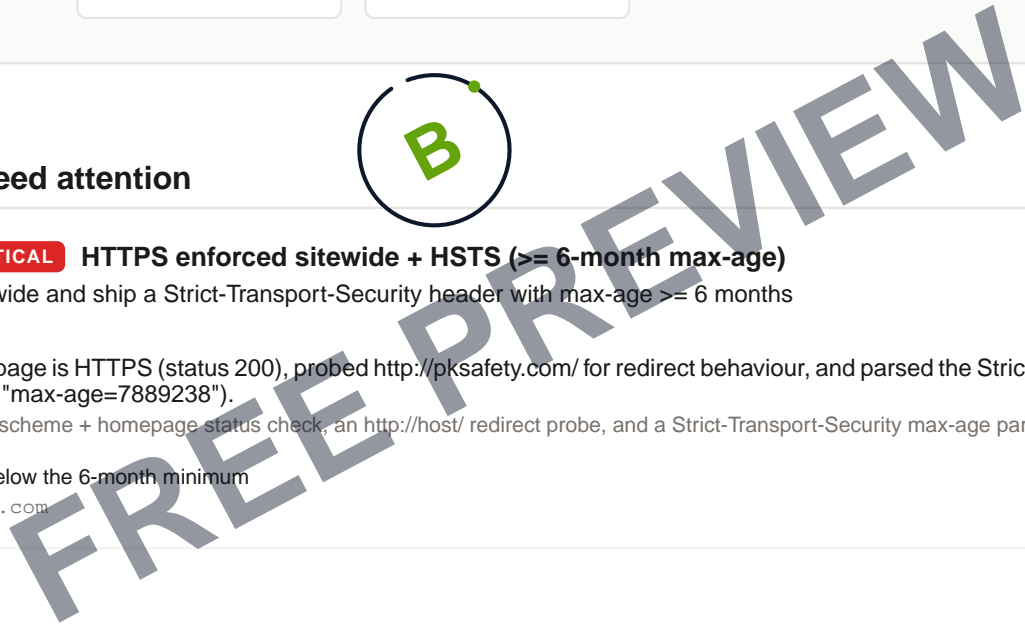 B
eed attention
TICAL HTTPS enforced sitewide + HSTS (>= 6-month max-age)
wide and ship a Strict-Transport-Security header with max-age >= 6 months
page is HTTPS (status 200), probed http://pksafety.com/ for redirect behaviour, and parsed the Stric
"max-age=7889238").
scheme + homepage status check, an http://host/ redirect probe, and a Strict-Transport-Security max-age par
elow the 6-month minimum
.com
FREE PREVIEW